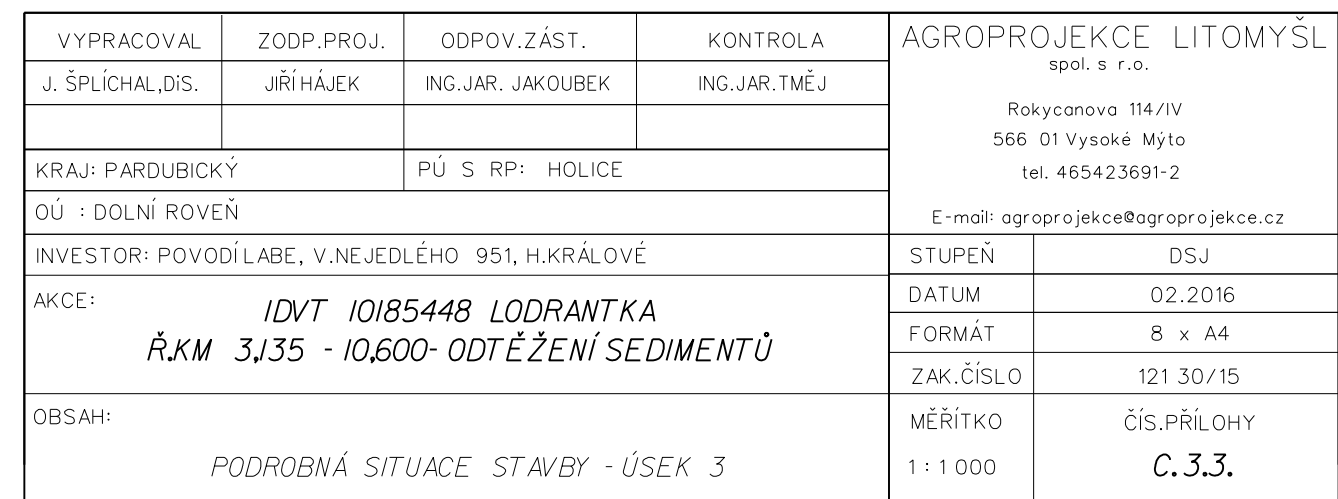 VYPRACOVAL ZODP.PROJ. ODPOV.ZÁST. KONTROLA
J. ŠPLÍCHAL,DiS. JIŘÍ HÁJEK ING.JAR. JAKOUBEK ING.JAR.TMĚJ
KRAJ: PARDUBICKÝ PÚ S RP: HOLICE
OÚ : DOLNÍ ROVEŇ
INVESTOR: POVODÍ LABE, V.NEJEDLÉHO 951, H.KRÁLOVÉ
AKCE:
IDVT 10185448 LODRANTKA
Ř.KM 3,135 - 10,600- ODTĚŽENÍ SEDIMENTŮ
OBSAH:
PODROBNÁ SITUACE STAVBY - ÚSEK 3
AGROPROJEKCE LITOMYŠL
spol. s r.o.
Rokycanova 114/IV
566 01 Vysoké Mýto
tel. 465423691-2
E-mail: agroprojekce@agroprojekce.cz
STUPEŇ DSJ
DATUM 02.2016
FORMÁT 8 x A4
ZAK.ČÍSLO 121 30/15
MĚŘÍTKO ČÍS.PŘÍLOHY
1 : 1 000 C.3.3.